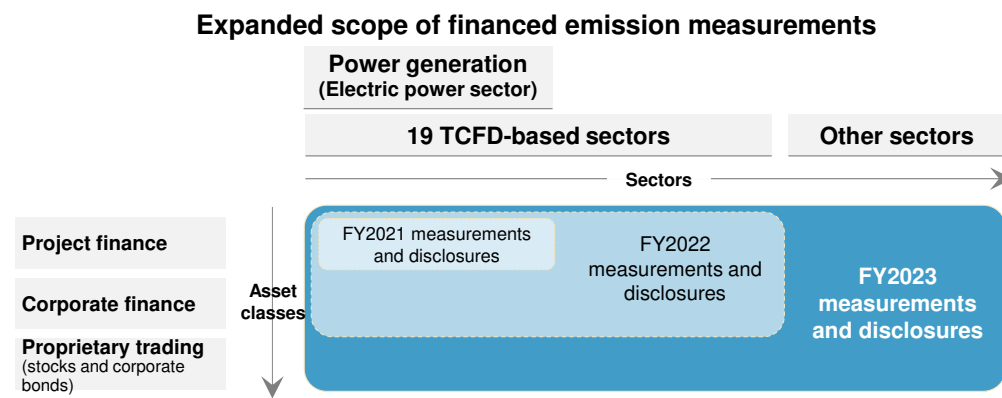 Expanded scope of financed emission measurements
Power generation
(Electric power sector)
19 TCFD-based sectors
Other sectors
Sectors
Project finance
Corporate finance
Proprietary trading
(stocks and corporate
bonds)
Asset
classes
FY2021 measurements
and disclosures
FY2022
measurements and
disclosures
FY2023
measurements
and disclosures